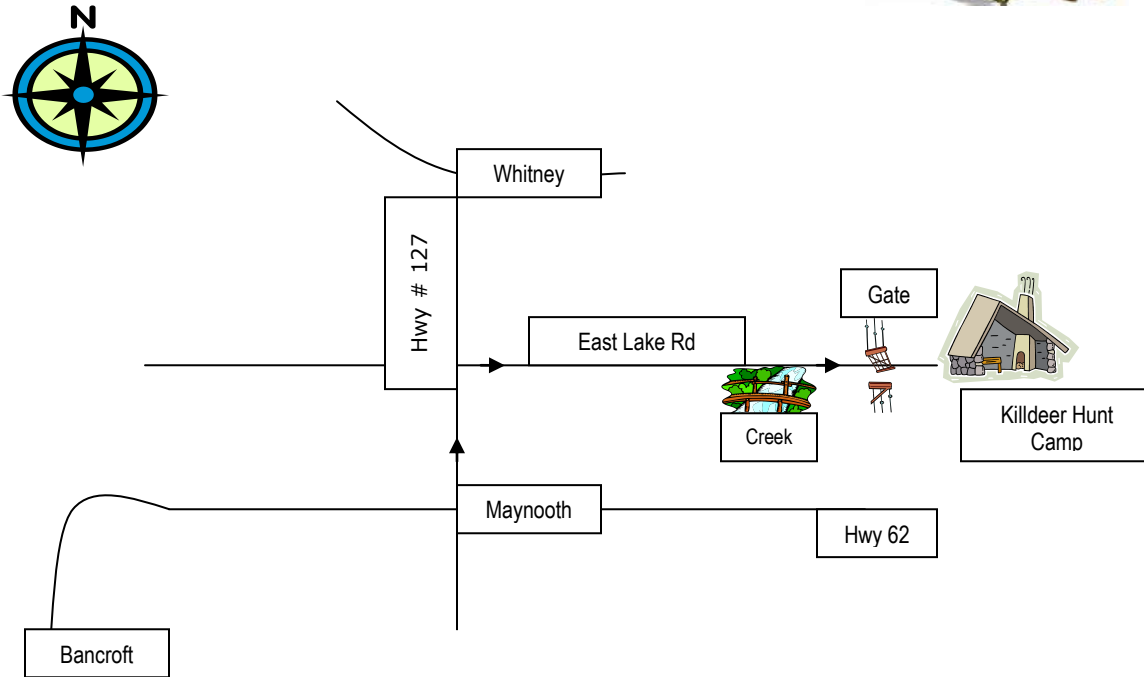 N
Whitney
Hwy # 127
Gate
East Lake Rd
Killdeer Hunt
Camp
Creek
Maynooth
Hwy 62
Bancroft